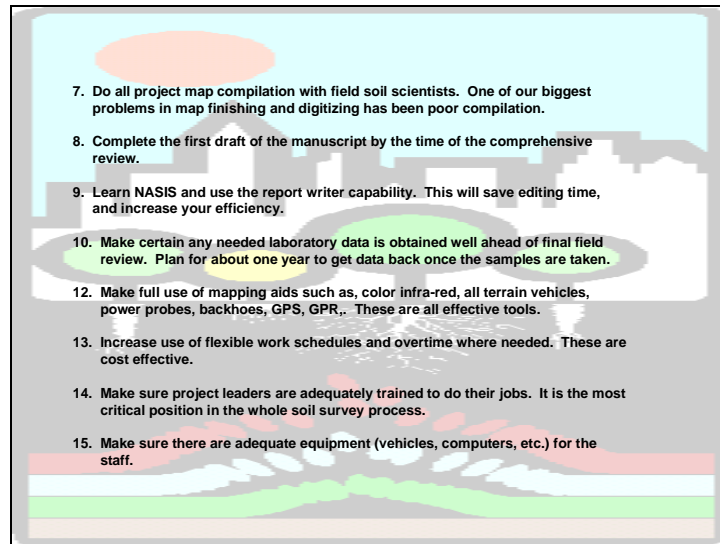 7. Do all project map compilation with field soil scientists. One of our biggest
problems in map finishing and digitizing has been poor compilation.
8. Complete the first draft of the manuscript by the time of the comprehensive
review.
9. Learn NASIS and use the report writer capability. This will save editing time,
and increase your efficiency.
10. Make certain any needed laboratory data is obtained well ahead of final field
review. Plan for about one year to get data back once the samples are taken.
12. Make full use of mapping aids such as, color infra-red, all terrain vehicles,
power probes, backhoes, GPS, GPR,. These are all effective tools.
13. Increase use of flexible work schedules and overtime where needed. These are
cost effective.
14. Make sure project leaders are adequately trained to do their jobs. It is the most
critical position in the whole soil survey process.
15. Make sure there are adequate equipment (vehicles, computers, etc.) for the
staff.